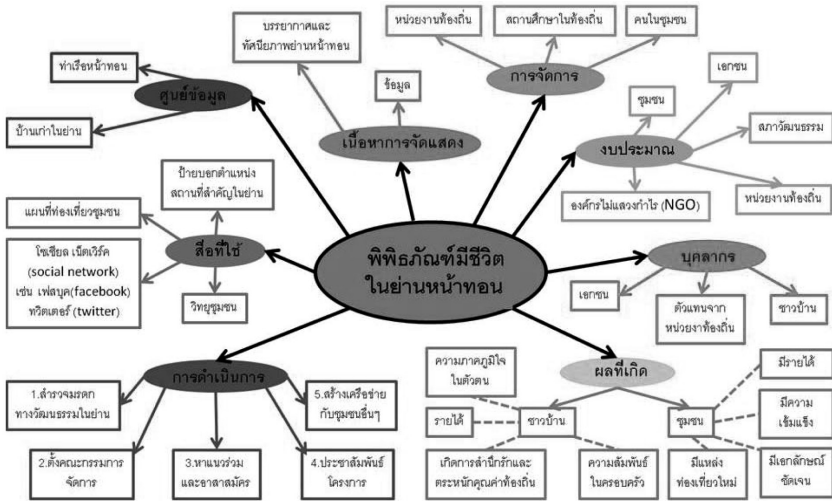 บรรยากาศและ
ทัศนียภาพย่านหน้าทอน
หน่วยงานท้องถิ่น
สถานศึกษาในท้องถิ่น
คนในชุมชน
ท่าเรือหน้าทอน
ศูนย์ข้อมูล
บ้านเก่าในย่าน
ข้อมูล
เนื้อหาการจัดแสดง
การจัดการ
เอกชน
ชุมชน
งบประมาณ
สภาวัฒนธรรม
องค์กรไม่แสวงกำไร (NGO)
หน่วยงานท้องถิ่น
ป้ายบอกตำแหน่ง
สถานที่สำคัญในย่าน
แผนที่ท่องเที่ยวชุมชน
สื่อที่ใช้
โซเชียล เน็ตเวิร์ค
(social network)
เช่น เฟสบุค(facebook)
ทวิตเตอร์ (twitter)
วิทยุชุมชน
พิพิธภัณฑ์มีชีวิต
ในย่านหน้าทอน
บุคลากร
เอกชน
ตัวแทนจาก
หน่วยงาท้องถิ่น
ชาวบ้าน
การดำเนินการ
1.สำรวจมรดก
ทางวัฒนธรรมในย่าน
2.ตั้งคณะกรรมการ
จัดการ
3.หาแนวร่วม
และอาสาสมัคร
4.ประชาสัมพันธ์
โครงการ
5.สร้างเครือข่าย
กับชุมชนอื่นๆ
ผลที่เกิด
ความภาคภูมิใจ
ในตัวตน
รายได้
ชาวบ้าน
เกิดการสำนึกรักและ
ตระหนักคุณค่าท้องถิ่น
ความสัมพันธ์
ในครอบครัว
ชุมชน
มีรายได้
มีความ
เข้มแข็ง
มีแหล่ง
ท่องเที่ยวใหม่
มีเอกลักษณ์
ชัดเจน